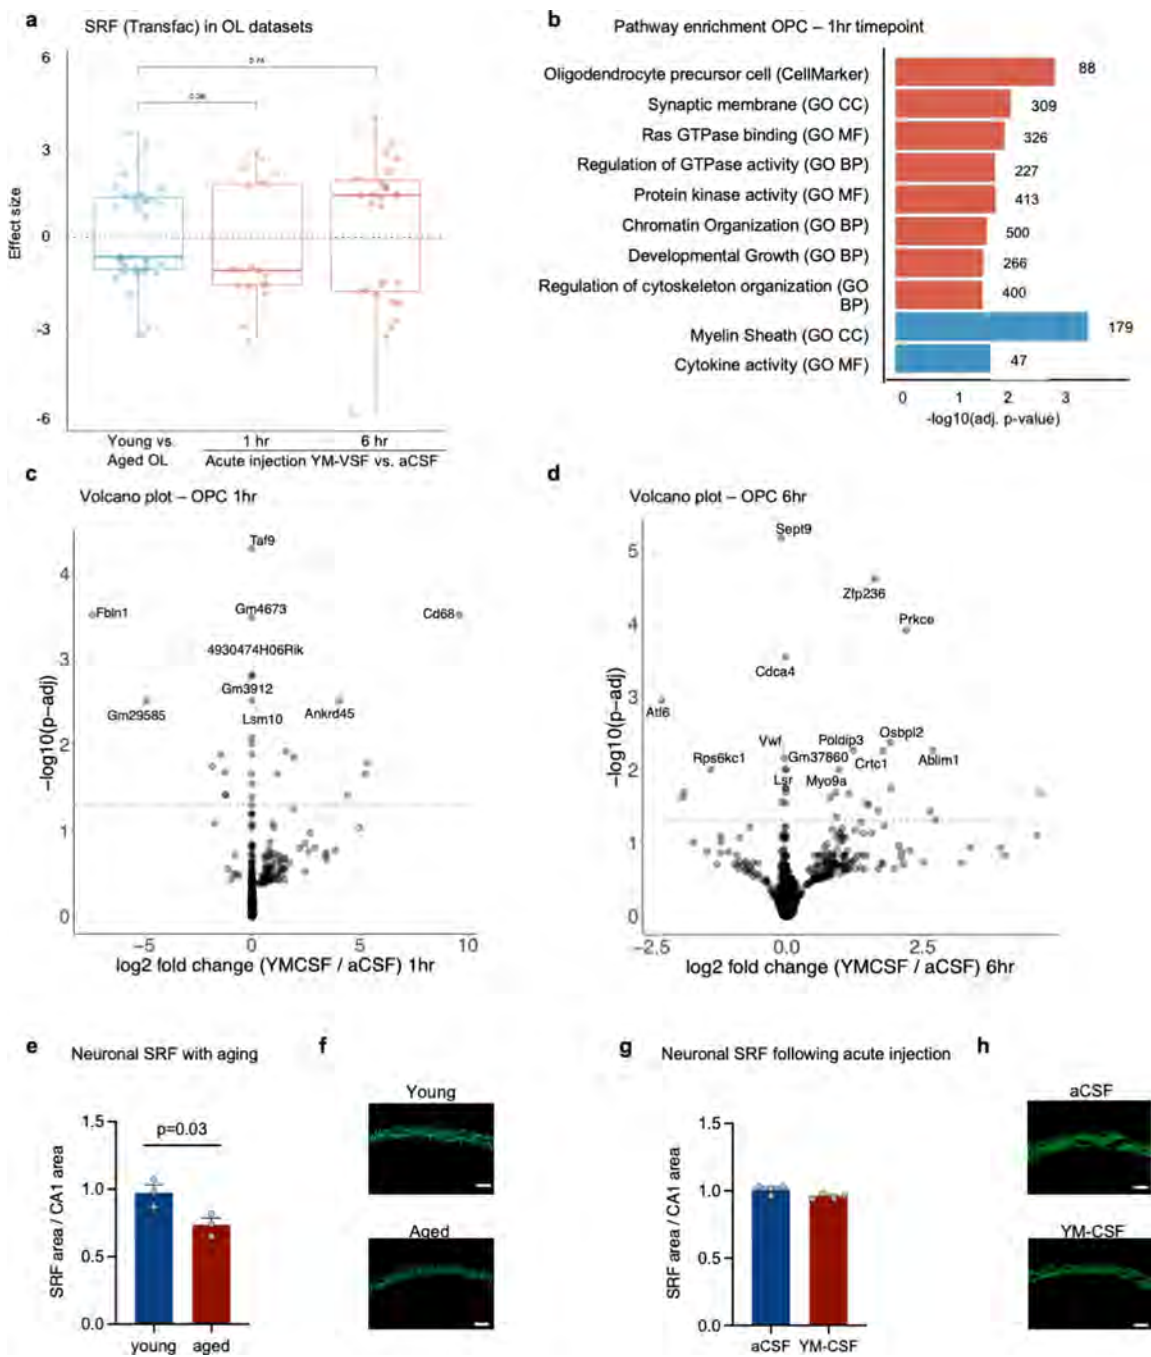 a
SRF (Transfac) in OL datasets
6
3
0
-3
-6
Effect size
Young vs.
Aged OL
1 hr
6 hr
Acute injection YM-VSF vs. aCSF
b
Pathway enrichment OPC – 1hr timepoint
Oligodendrocyte precursor cell (CellMarker)
88
Synaptic membrane (GO CC)
309
Ras GTPase binding (GO MF)
326
Regulation of GTPase activity (GO BP)
227
Protein kinase activity (GO MF)
413
Chromatin Organization (GO BP)
500
Developmental Growth (GO BP)
266
Regulation of cytoskeleton organization (GO
BP)
400
Myelin Sheath (GO CC)
179
Cytokine activity (GO MF)
47
0 1 2 3
-log10(adj. p-value)
c
Volcano plot – OPC 1hr
Taf9
Fbln1
Gm4673
Cd68
4930474H06Rik
Gm3912
Gm29585
Lsm10
Ankrd45
4
3
2
1
0
−log10(p−adj)
−5 0 5 10
log2 fold change (YMCSF / aCSF) 1hr
d
Volcano plot – OPC 6hr
Sept9
Zfp236
Prkce
Cdca4
Atl6
Vwf
Poldip3
Osbpl2
Rps6kc1
Gm37860
Crtc1
Ablim1
Lsr
Myo9a
5
4
3
2
1
0
−log10(p−adj)
−2.5 0.0 2.5
log2 fold change (YMCSF / aCSF) 6hr
e
Neuronal SRF with aging
p=0.03
1.5
1.0
0.5
0.0
SRF area / CA1 area
young aged
f
Young
Aged
g
Neuronal SRF following acute injection
1.5
1.0
0.5
0.0
SRF area / CA1 area
aCSF YM-CSF
h
aCSF
YM-CSF